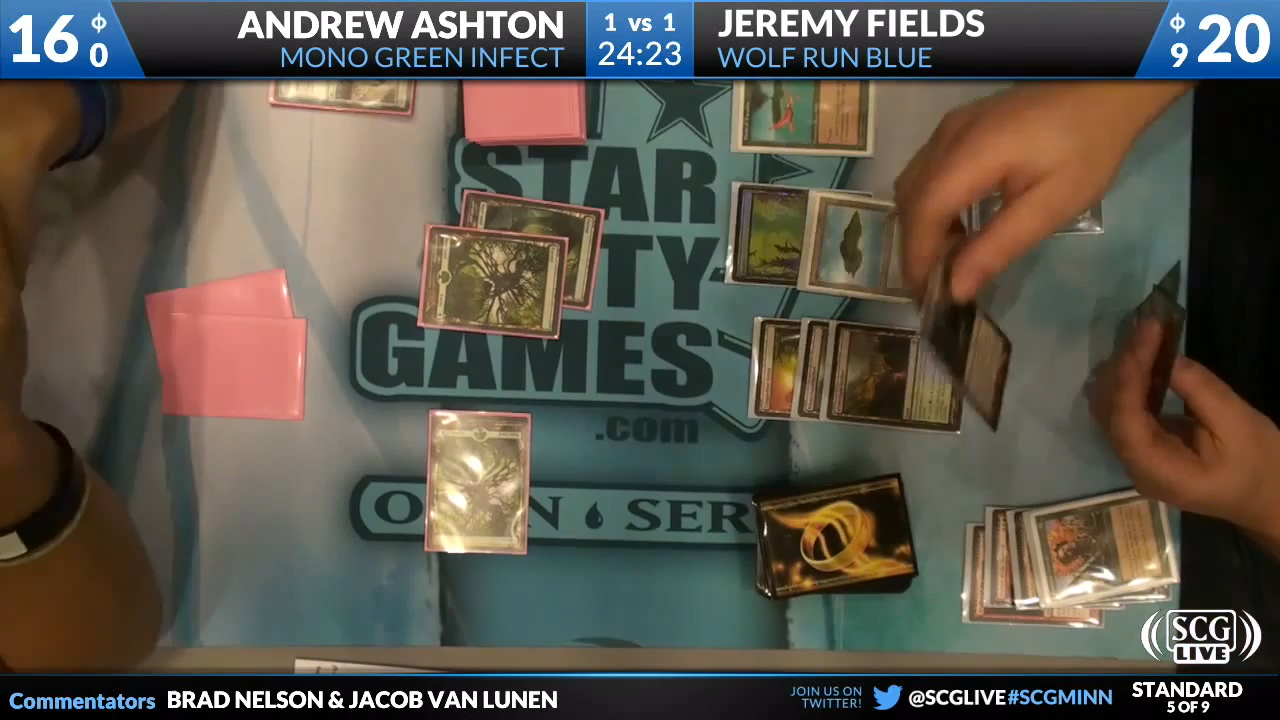 16 Φ 0
ANDREW ASHTON
MONO GREEN INFECT
1 vs 1
24:23
JEREMY FIELDS
WOLF RUN BLUE
Φ 9 20
STAR
TY
GAMES
.com
O N SER
SCG
LIVE
Commentators BRAD NELSON & JACOB VAN LUNEN
JOIN US ON
TWITTER!
@SCGLIVE #SCGMINN
STANDARD
5 OF 9